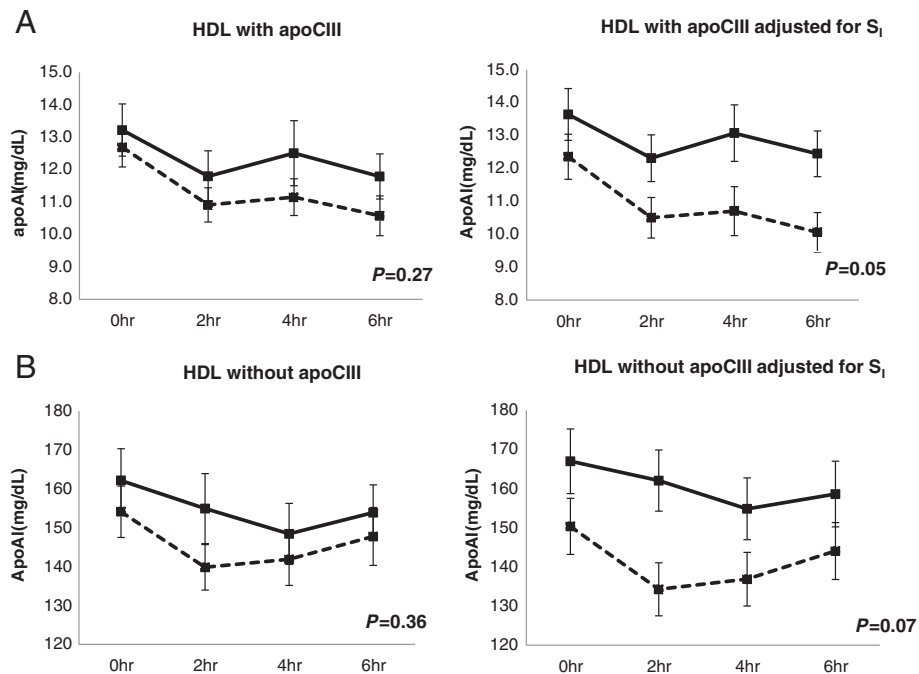 A
HDL with apoCIII
15.0
14.0
13.0
12.0
11.0
10.0
9.0
8.0
apoAI(mg/dL)
0hr 2hr 4hr 6hr
P=0.27
HDL with apoCIII adjusted for SI
15.0
14.0
13.0
12.0
11.0
10.0
9.0
8.0
ApoAI(mg/dL)
0hr 2hr 4hr 6hr
P=0.05
B
HDL without apoCIII
180
170
160
150
140
130
120
ApoAI(mg/dL)
0hr 2hr 4hr 6hr
P=0.36
HDL without apoCIII adjusted for SI
180
170
160
150
140
130
120
ApoAI(mg/dL)
0hr 2hr 4hr 6hr
P=0.07